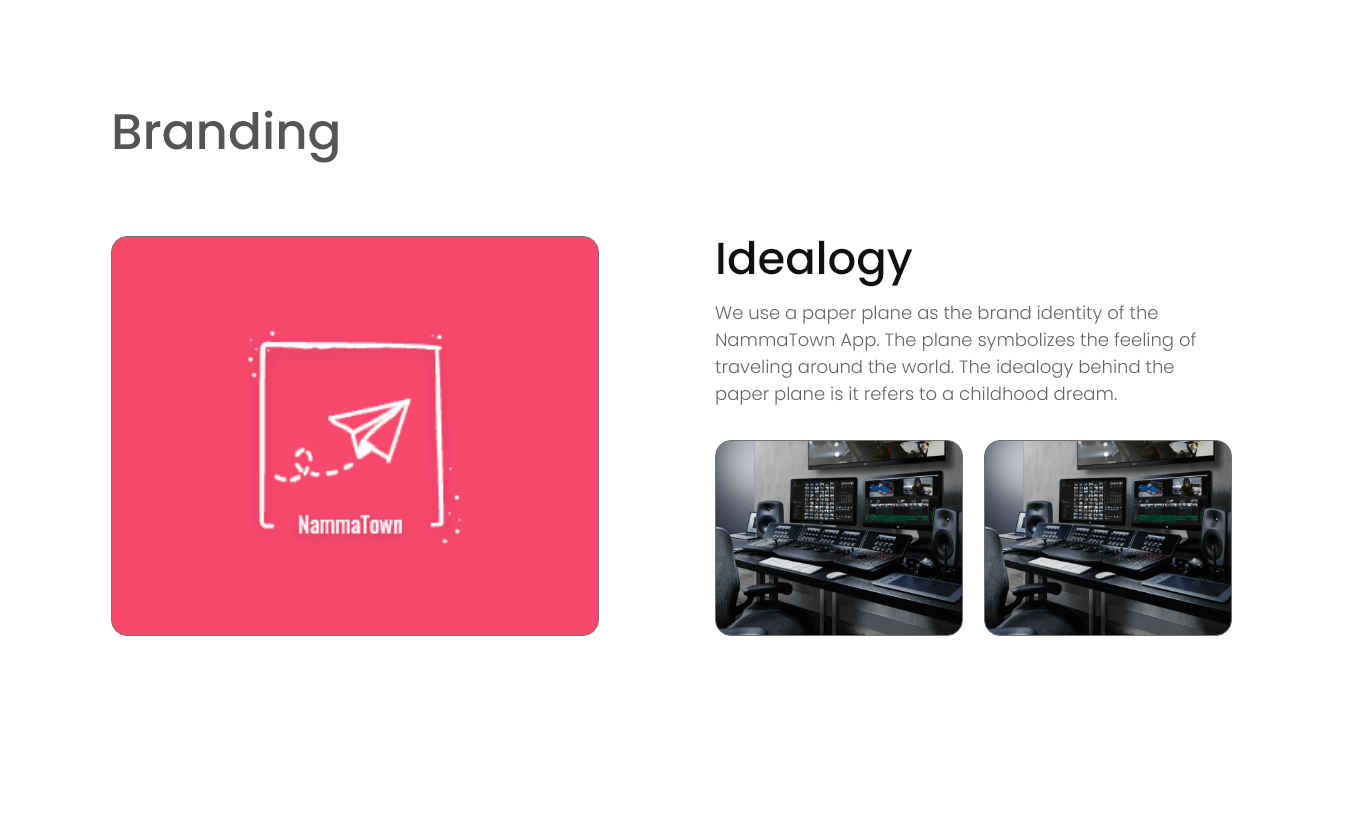 Branding
NammaTown
Idealogy
We use a paper plane as the brand identity of the
NammaTown App. The plane symbolizes the feeling of
traveling around the world. The idealogy behind the
paper plane is it refers to a childhood dream.